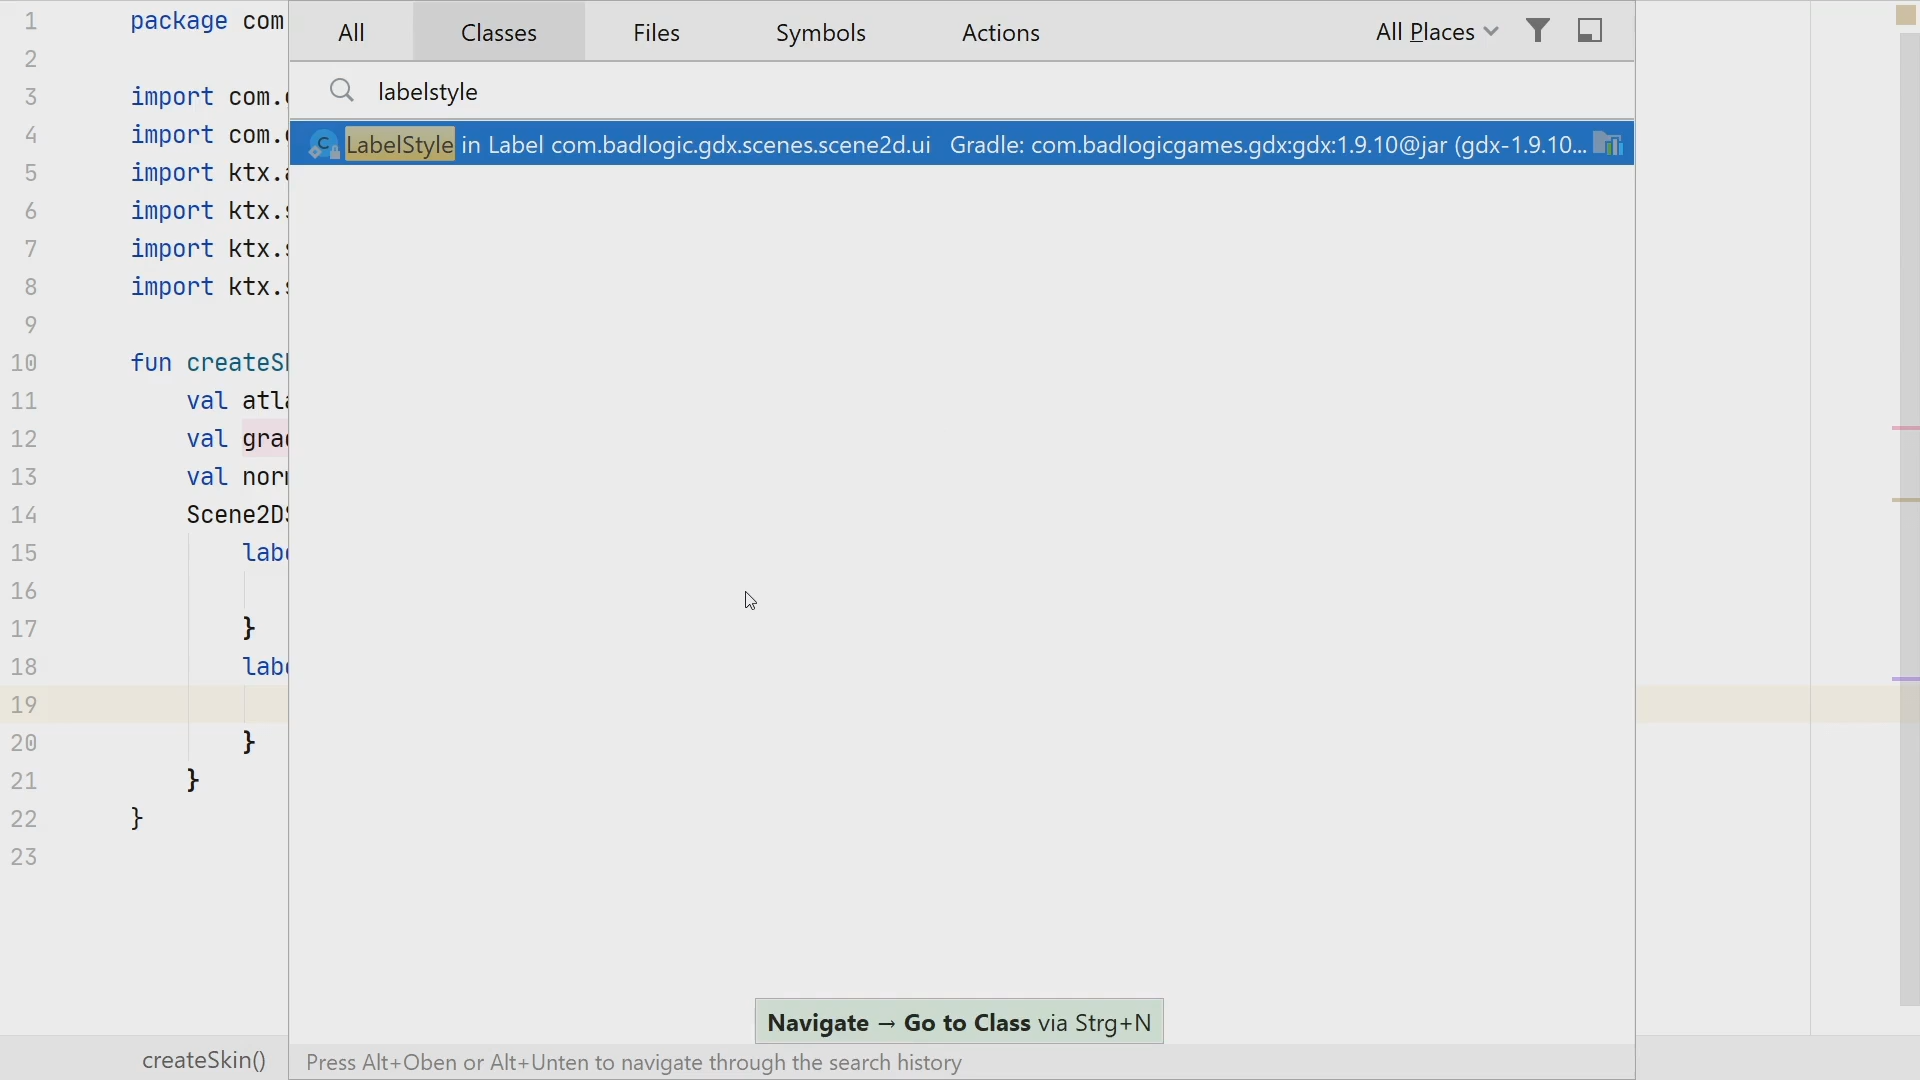 All Classes Files Symbols Actions All Places
labelstyle
LabelStyle in Label com.badlogic.gdx.scenes.scene2d.ui Gradle: com.badlogicgames.gdx:gdx:1.9.10@jar (gdx-1.9.10...
1 package com
2
3 import com.
4 import com.
5 import ktx.
6 import ktx.
7 import ktx.
8 import ktx.
9
10 fun createS
11 val atla
12 val grad
13 val nor
14 Scene2D
15 labe
16
17 }
18 labe
19
20 }
21 }
22 }
23
Navigate → Go to Class via Strg+N
createSkin()
Press Alt+Oben or Alt+Unten to navigate through the search history